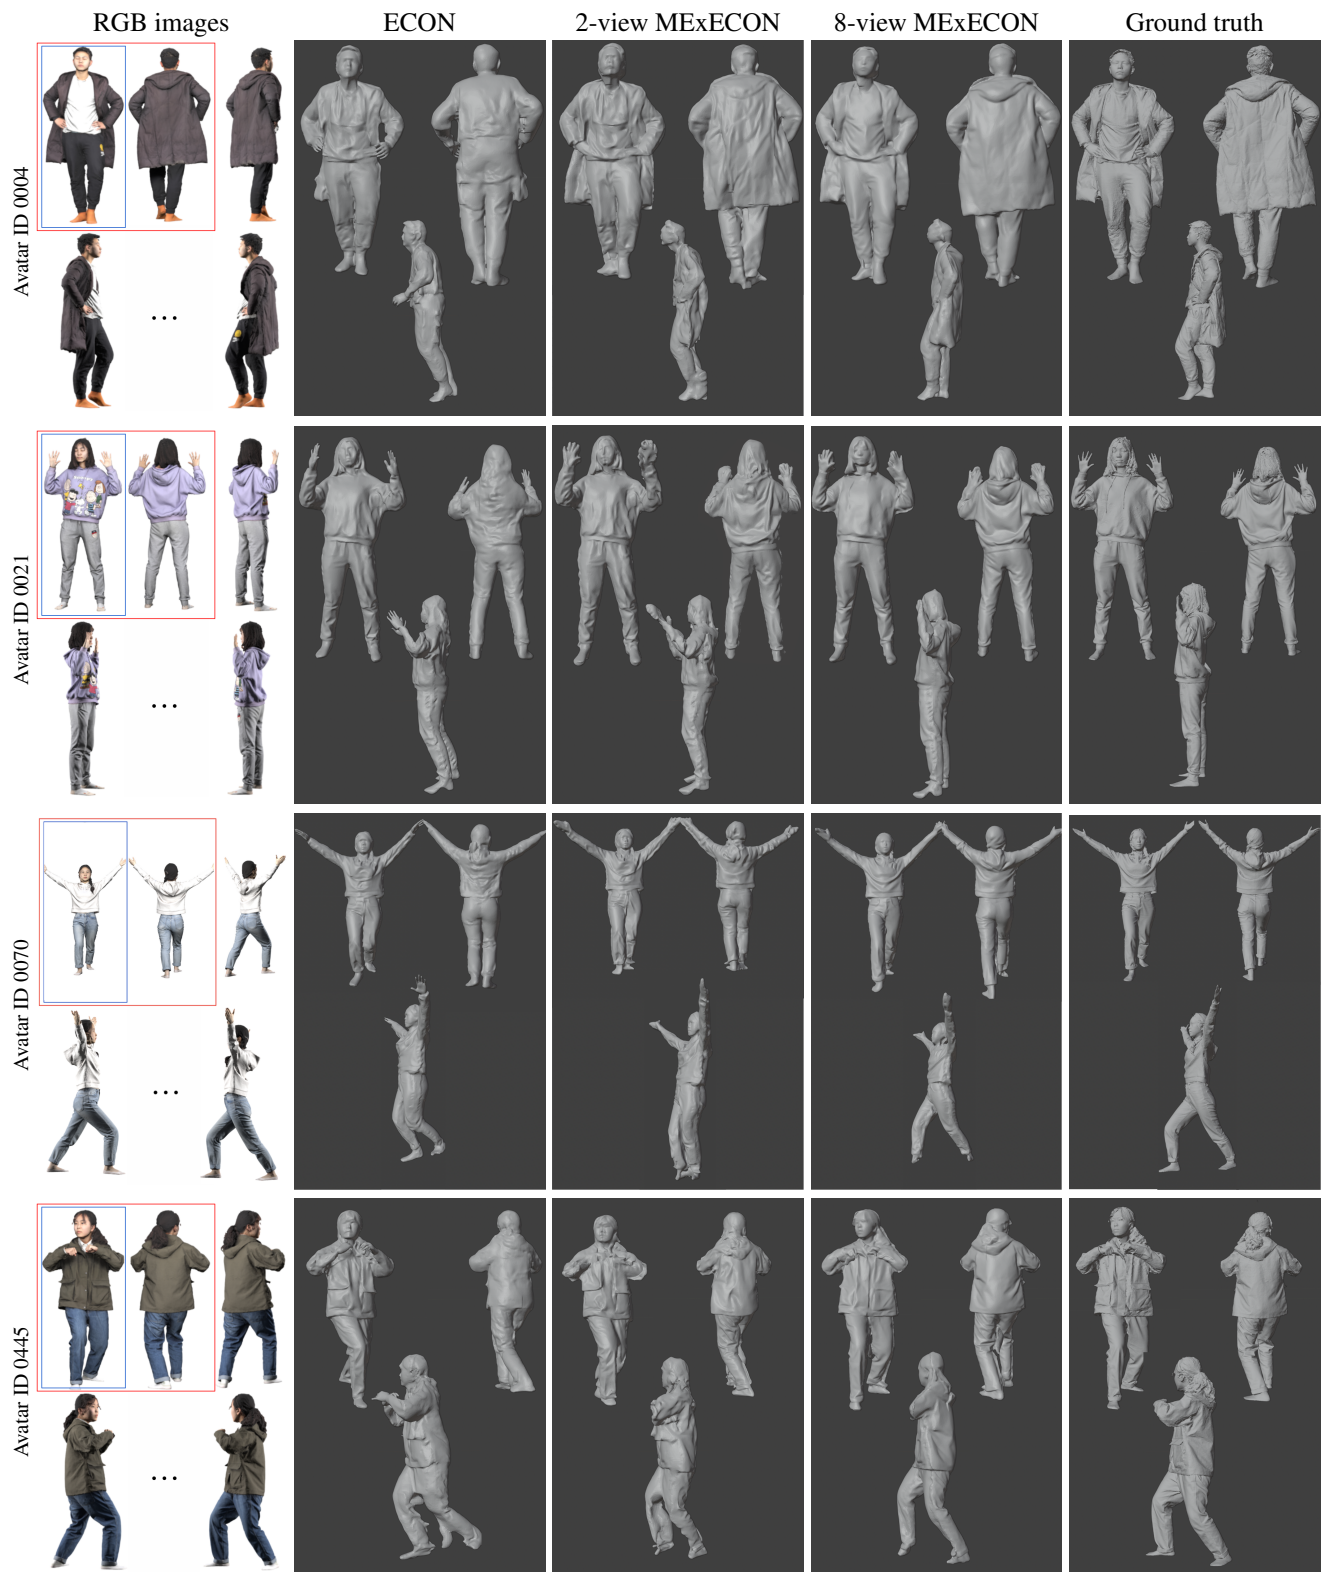 RGB images
ECON
2-view MExECON
8-view MExECON
Ground truth
Avatar ID 0004
...
Avatar ID 0021
...
Avatar ID 0070
...
Avatar ID 0445
...